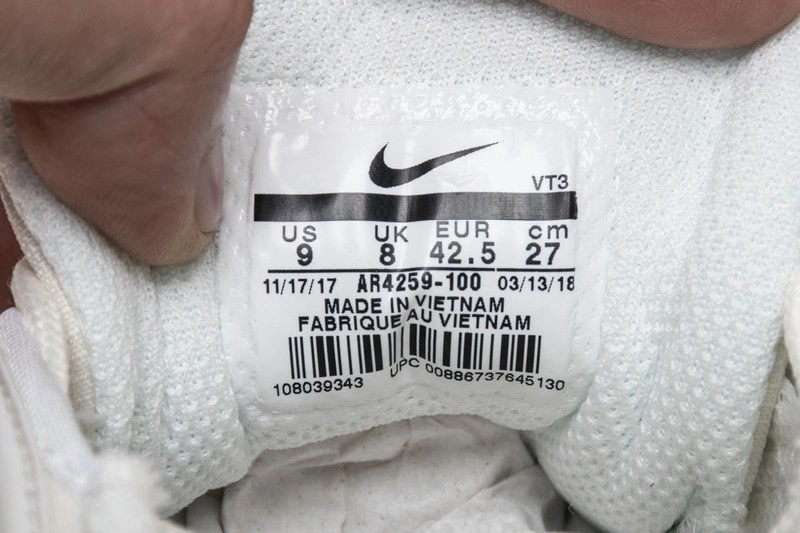 VT3
US UK EUR cm
9 8 42.5 27
11/17/17 AR4259-100 03/13/18
MADE IN VIETNAM
FABRIQUE AU VIETNAM
108039343 UPC 00886737645130